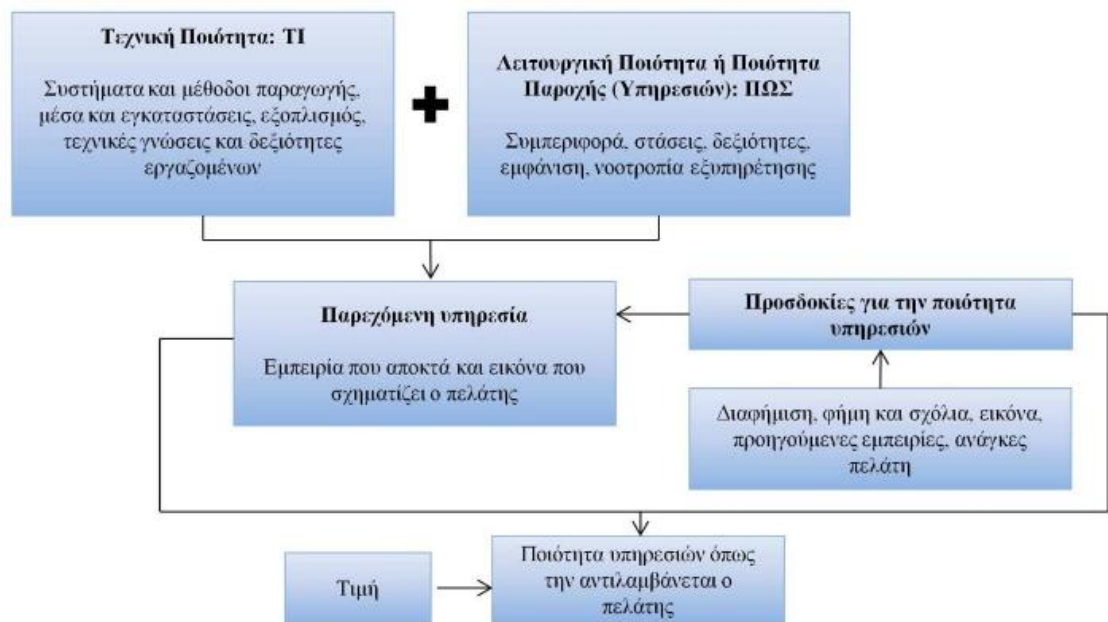 Τεχνική Ποιότητα: ΤΙ
Συστήματα και μέθοδοι παραγωγής,
μέσα και εγκαταστάσεις, εξοπλισμός,
τεχνικές γνώσεις και δεξιότητες
εργαζομένων
Λειτουργική Ποιότητα ή Ποιότητα
Παροχής (Υπηρεσιών): ΠΩΣ
Συμπεριφορά, στάσεις, δεξιότητες,
εμφάνιση, νοοτροπία εξυπηρέτησης
Παρεχόμενη υπηρεσία
Εμπειρία που αποκτά και εικόνα που
σχηματίζει ο πελάτης
Προσδοκίες για την ποιότητα
υπηρεσιών
Διαφήμιση, φήμη και σχόλια, εικόνα,
προηγούμενες εμπειρίες, ανάγκες
πελάτη
Τιμή
Ποιότητα υπηρεσιών όπως
την αντιλαμβάνεται ο
πελάτης